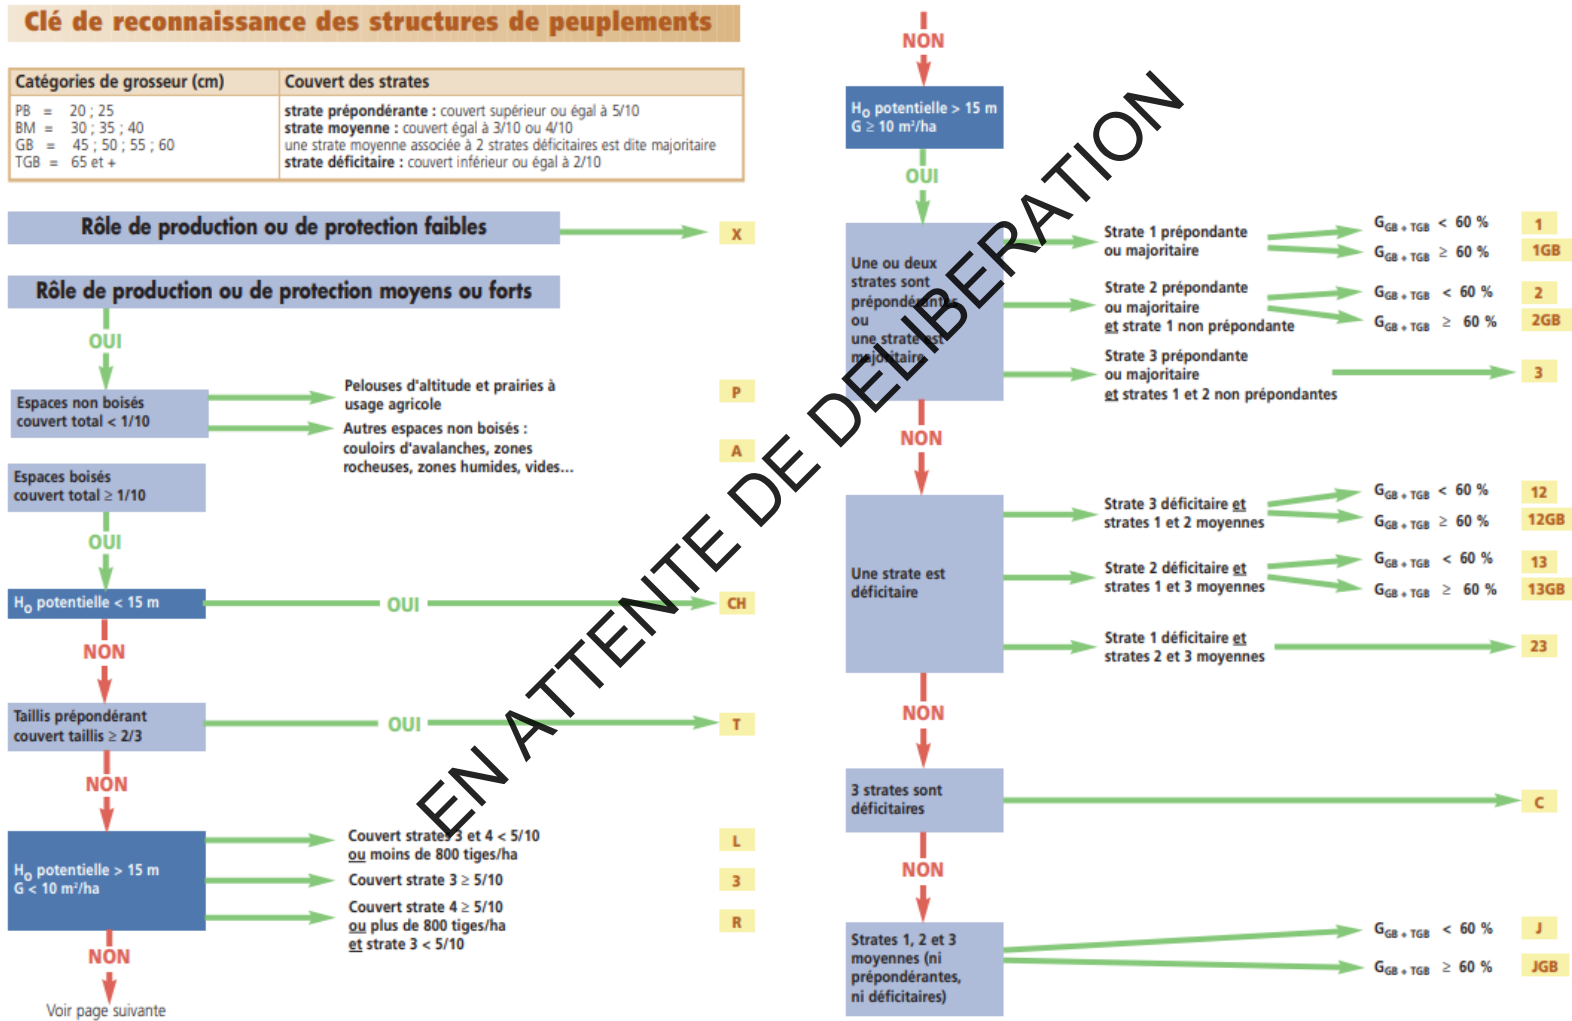 Clé de reconnaissance des structures de peuplements
Catégories de grosseur (cm)
PB = 20 ; 25
BM = 30 ; 35 ; 40
GB = 45 ; 50 ; 55 ; 60
TGB = 65 et +
Couvert des strates
strate prépondérante : couvert supérieur ou égal à 5/10
strate moyenne : couvert égal à 3/10 ou 4/10
une strate moyenne associée à 2 strates déficitaires est dite majoritaire
strate déficitaire : couvert inférieur ou égal à 2/10
Rôle de production ou de protection faibles
X
Rôle de production ou de protection moyens ou forts
OUI
Espaces non boisés
couvert total < 1/10
Pelouses d'altitude et prairies à
usage agricole
P
Autres espaces non boisés :
couloirs d'avalanches, zones
rocheuses, zones humides, vides...
A
Espaces boisés
couvert total ≥ 1/10
OUI
HO potentielle < 15 m
OUI
CH
NON
Taillis prépondérant
couvert taillis ≥ 2/3
OUI
T
NON
HO potentielle > 15 m
G < 10 m²/ha
Couvert strates 3 et 4 < 5/10
ou moins de 800 tiges/ha
L
Couvert strate 3 ≥ 5/10
3
Couvert strate 4 ≥ 5/10
ou plus de 800 tiges/ha
et strate 3 < 5/10
R
NON
Voir page suivante
NON
HO potentielle > 15 m
G ≥ 10 m²/ha
OUI
Une ou deux
strates sont
prépondérantes
ou
une strate est
majoritaire
Strate 1 prépondante
ou majoritaire
GGB + TGB < 60 %
1
GGB + TGB ≥ 60 %
1GB
Strate 2 prépondante
ou majoritaire
et strate 1 non prépondante
GGB + TGB < 60 %
2
GGB + TGB ≥ 60 %
2GB
Strate 3 prépondante
ou majoritaire
et strates 1 et 2 non prépondantes
3
NON
Une strate est
déficitaire
Strate 3 déficitaire et
strates 1 et 2 moyennes
GGB + TGB < 60 %
12
GGB + TGB ≥ 60 %
12GB
Strate 2 déficitaire et
strates 1 et 3 moyennes
GGB + TGB < 60 %
13
GGB + TGB ≥ 60 %
13GB
Strate 1 déficitaire et
strates 2 et 3 moyennes
23
NON
3 strates sont
déficitaires
C
NON
Strates 1, 2 et 3
moyennes (ni
prépondérantes,
ni déficitaires)
GGB + TGB < 60 %
J
GGB + TGB ≥ 60 %
JGB
EN ATTENTE DE DELIBERATION